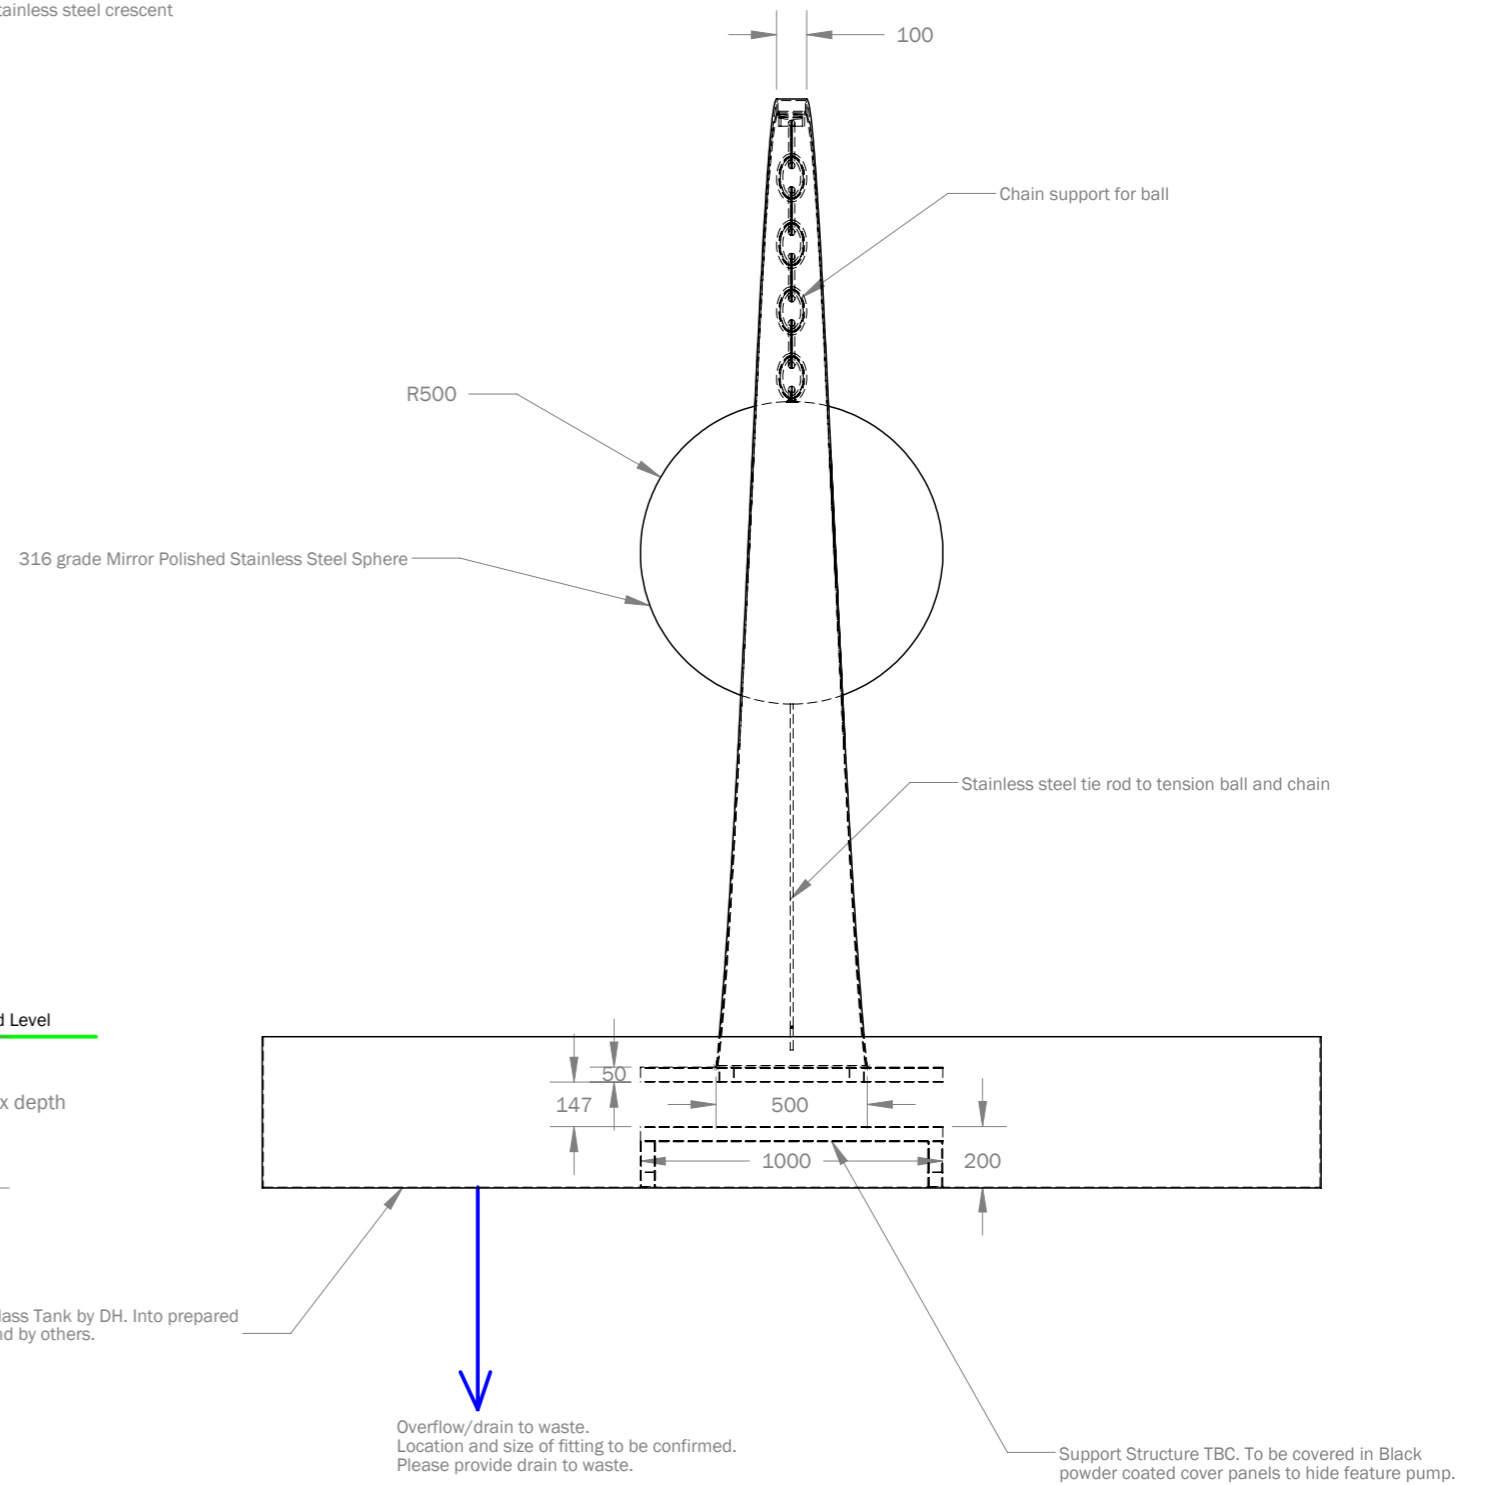 stainless steel crescent
100
Chain support for ball
R500
316 grade Mirror Polished Stainless Steel Sphere
Stainless steel tie rod to tension ball and chain
Level
depth
50
147
500
1000
200
Tank by DH. Into prepared
by others.
Overflow/drain to waste.
Location and size of fitting to be confirmed.
Please provide drain to waste.
Support Structure TBC. To be covered in Black
powder coated cover panels to hide feature pump.